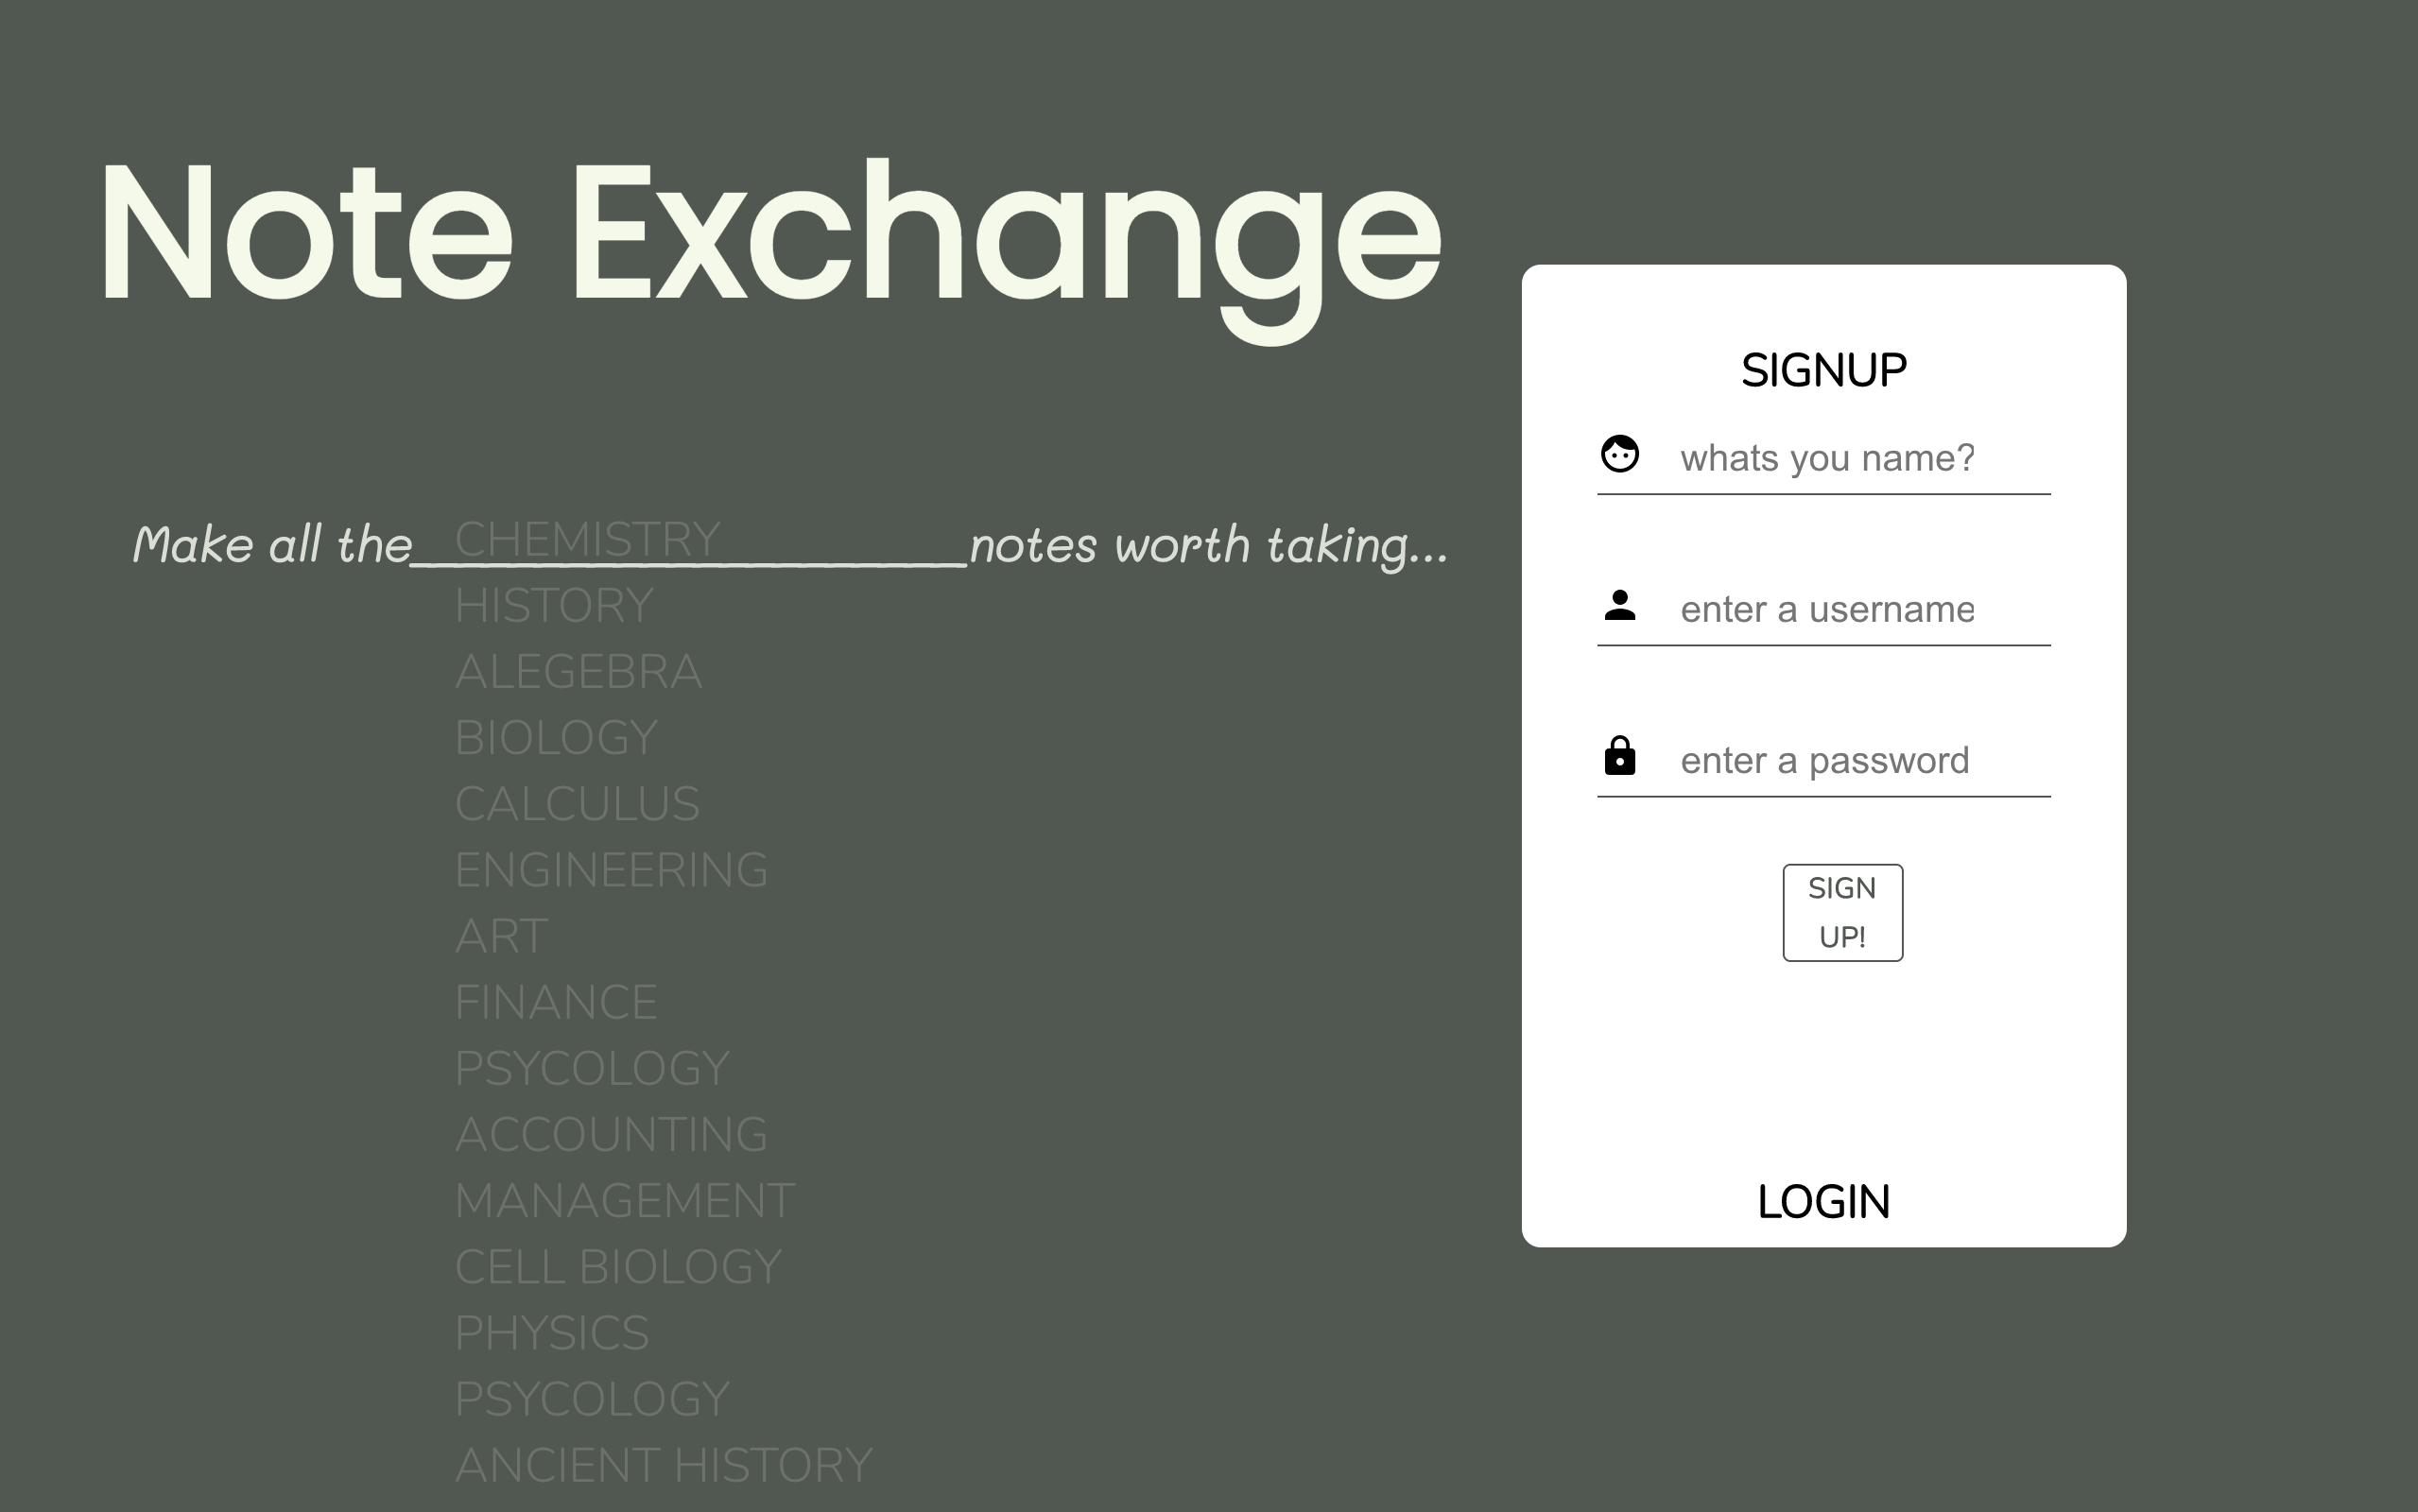 Note Exchange
Make all the CHEMISTRY notes worth taking...
HISTORY
ALEGEBRA
BIOLOGY
CALCULUS
ENGINEERING
ART
FINANCE
PSYCOLOGY
ACCOUNTING
MANAGEMENT
CELL BIOLOGY
PHYSICS
PSYCOLOGY
ANCIENT HISTORY
SIGNUP
whats you name?
enter a username
enter a password
SIGN
UP!
LOGIN